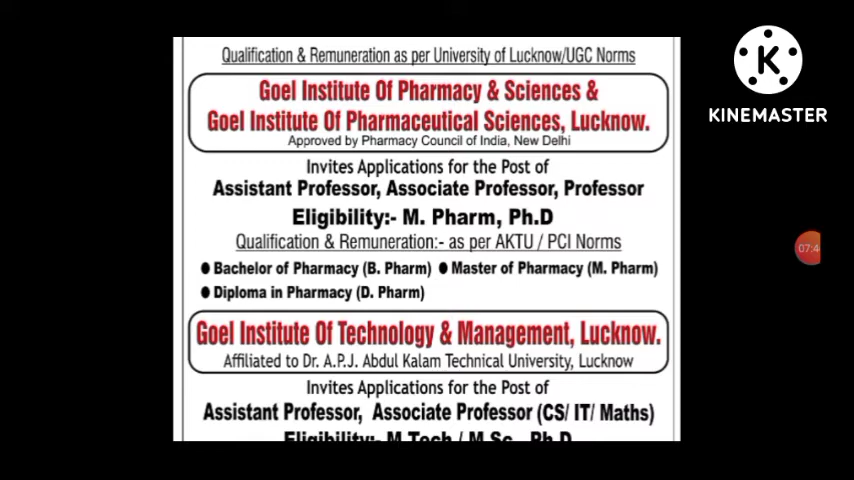 Qualification & Remuneration as per University of Lucknow/UGC Norms
Goel Institute Of Pharmacy & Sciences &
Goel Institute Of Pharmaceutical Sciences, Lucknow.
Approved by Pharmacy Council of India, New Delhi
Invites Applications for the Post of
Assistant Professor, Associate Professor, Professor
Eligibility:- M. Pharm, Ph.D
Qualification & Remuneration:- as per AKTU / PCI Norms
● Bachelor of Pharmacy (B. Pharm) ● Master of Pharmacy (M. Pharm)
● Diploma in Pharmacy (D. Pharm)
Goel Institute Of Technology & Management, Lucknow.
Affiliated to Dr. A.P.J. Abdul Kalam Technical University, Lucknow
Invites Applications for the Post of
Assistant Professor, Associate Professor (CS/ IT/ Maths)
Eligibility:- M.Tech / M.Sc., Ph.D
K
KINEMASTER